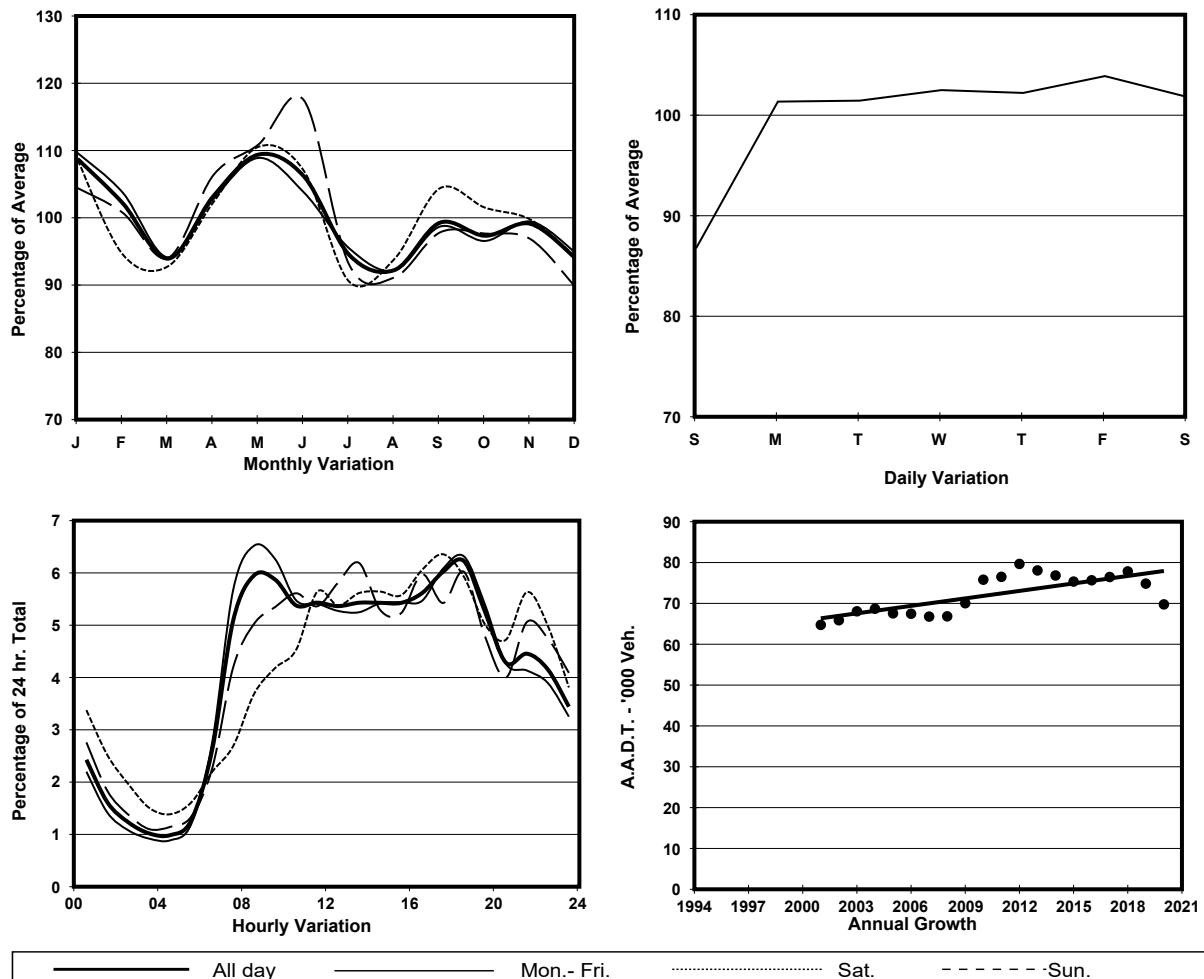 130
120
110
100
90
80
70
Percentage of Average
J F M A M J J A S O N D
Monthly Variation
110
100
90
80
70
Percentage of Average
S M T W T F S
Daily Variation
7
6
5
4
3
2
1
0
Percentage of 24 hr. Total
00 04 08 12 16 20 24
Hourly Variation
90
80
70
60
50
40
30
20
10
0
A.A.D.T. - '000 Veh.
1994 1997 2000 2003 2006 2009 2012 2015 2018 2021
Annual Growth
All day Mon.- Fri. Sat. Sun.